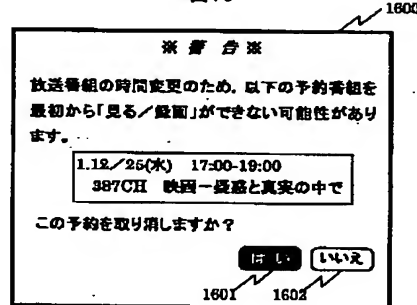 1600
※ 警 告 ※
放送番組の時間変更のため, 以下の予約番組を
最初から「見る／録画」ができない可能性があり
ます。
1.12／25(水) 17:00-19:00
387CH 映画－疑惑と真実の中で
この予約を取り消しますか?
はい いいえ
1601 1602